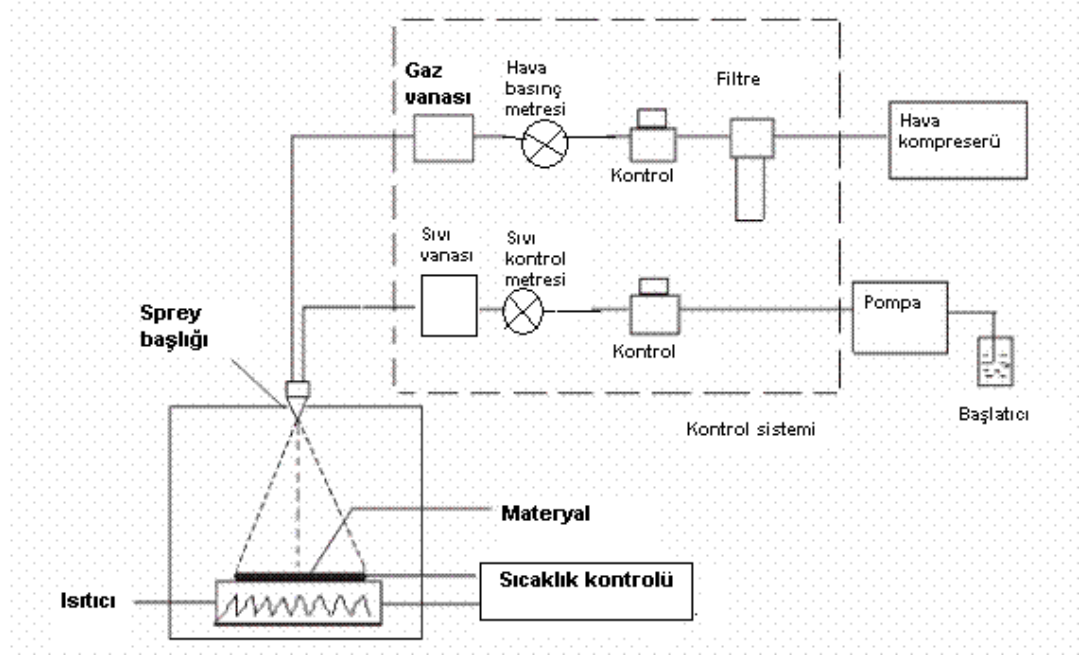 Gaz
vanası
Hava
basınç
metresi
Filtre
Hava
kompreserü
Kontrol
Sıvı
vanası
Sıvı
kontrol
metresi
Pompa
Kontrol
Sprey
başlığı
Başlatıcı
Kontrol sistemi
Materyal
Sıcaklık kontrolü
Isıtıcı